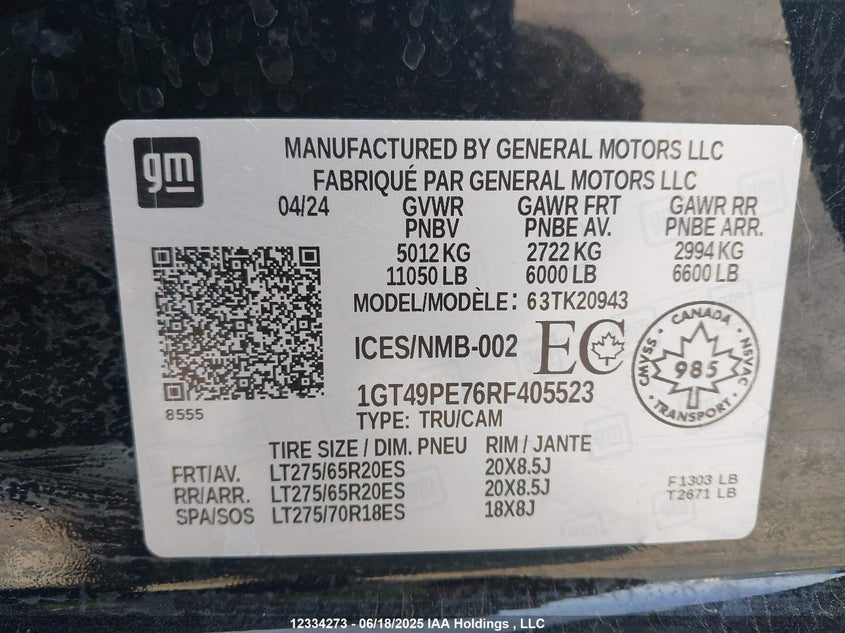 gm
MANUFACTURED BY GENERAL MOTORS LLC
FABRIQUÉ PAR GENERAL MOTORS LLC
04/24 GVWR GAWR FRT GAWR RR
PNBV PNBE AV. PNBE ARR.
5012 KG 2722 KG 2994 KG
11050 LB 6000 LB 6600 LB
MODEL/MODÈLE: 63TK20943
ICES/NMB-002 EC
CANADA
CMVSS 985 NSVAC
TRANSPORT
1GT49PE76RF405523
8555
TYPE: TRU/CAM
TIRE SIZE / DIM. PNEU RIM / JANTE
FRT/AV. LT275/65R20ES 20X8.5J
RR/ARR. LT275/65R20ES 20X8.5J
SPA/SOS LT275/70R18ES 18X8J
F1303 LB
T2671 LB
12334273 - 06/18/2025 IAA Holdings , LLC